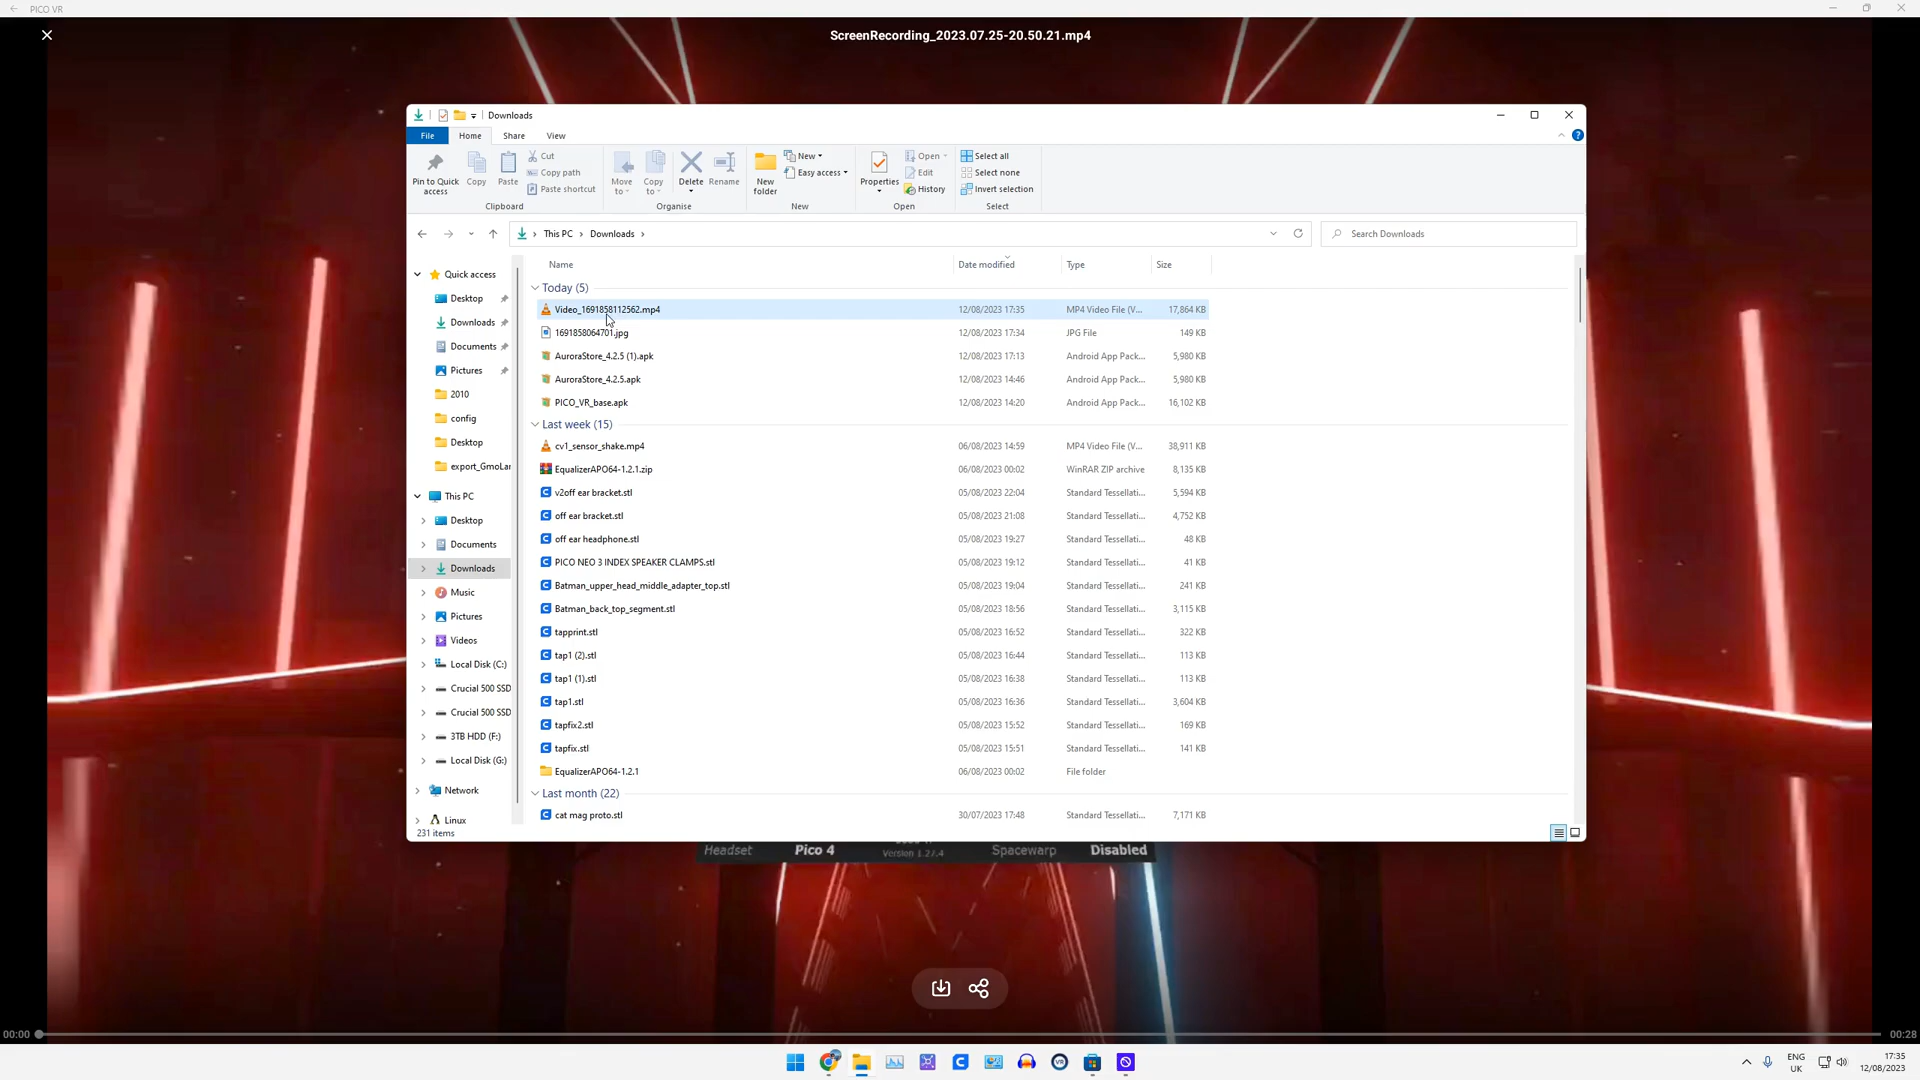 PICO VR
ScreenRecording_2023.07.25-20.50.21.mp4
Downloads
File Home Share View
Pin to Quick access
Copy
Paste
Cut
Copy path
Paste shortcut
Clipboard
Move to
Copy to
Delete
Rename
Organise
New folder
New
Easy access
New
Properties
Open
Edit
History
Open
Select all
Select none
Invert selection
Select
This PC > Downloads >
Search Downloads
Quick access
Desktop
Downloads
Documents
Pictures
2010
config
Desktop
export_GmoLar
This PC
Desktop
Documents
Downloads
Music
Pictures
Videos
Local Disk (C:)
Crucial 500 SSD
Crucial 500 SSD
3TB HDD (F:)
Local Disk (G:)
Network
Linux
231 items
Name Date modified Type Size
Today (5)
Video_1691858112562.mp4 12/08/2023 17:35 MP4 Video File (V... 17,864 KB
1691858064701.jpg 12/08/2023 17:34 JPG File 149 KB
AuroraStore_4.2.5 (1).apk 12/08/2023 17:13 Android App Pack... 5,980 KB
AuroraStore_4.2.5.apk 12/08/2023 14:46 Android App Pack... 5,980 KB
PICO_VR_base.apk 12/08/2023 14:20 Android App Pack... 16,102 KB
Last week (15)
cv1_sensor_shake.mp4 06/08/2023 14:59 MP4 Video File (V... 38,911 KB
EqualizerAPO64-1.2.1.zip 06/08/2023 00:02 WinRAR ZIP archive 8,135 KB
v2off ear bracket.stl 05/08/2023 22:04 Standard Tessellati... 5,594 KB
off ear bracket.stl 05/08/2023 21:08 Standard Tessellati... 4,752 KB
off ear headphone.stl 05/08/2023 19:27 Standard Tessellati... 48 KB
PICO NEO 3 INDEX SPEAKER CLAMPS.stl 05/08/2023 19:12 Standard Tessellati... 41 KB
Batman_upper_head_middle_adapter_top.stl 05/08/2023 19:04 Standard Tessellati... 241 KB
Batman_back_top_segment.stl 05/08/2023 18:56 Standard Tessellati... 3,115 KB
tapprint.stl 05/08/2023 16:52 Standard Tessellati... 322 KB
tap1 (2).stl 05/08/2023 16:44 Standard Tessellati... 113 KB
tap1 (1).stl 05/08/2023 16:38 Standard Tessellati... 113 KB
tap1.stl 05/08/2023 16:36 Standard Tessellati... 3,604 KB
tapfix2.stl 05/08/2023 15:52 Standard Tessellati... 169 KB
tapfix.stl 05/08/2023 15:51 Standard Tessellati... 141 KB
EqualizerAPO64-1.2.1 06/08/2023 00:02 File folder
Last month (22)
cat mag proto.stl 30/07/2023 17:48 Standard Tessellati... 7,171 KB
Headset Pico 4 Version 1.27.4 Spacewarp Disabled
00:00 00:28
ENG UK
17:35
12/08/2023